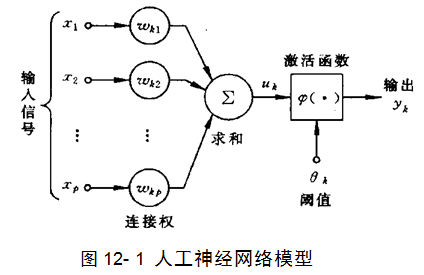 输入信号
x1
x2
⋮
xp
wk1
wk2
⋮
wkp
连接权
Σ
求和
uk
激活函数
φ(·)
θk
阈值
输出
yk
图 12- 1 人工神经网络模型